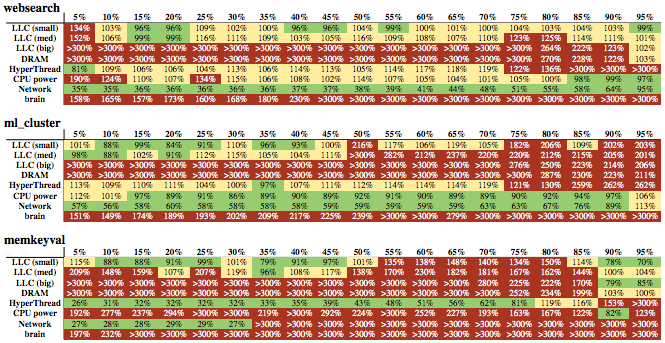 websearch
5% 10% 15% 20% 25% 30% 35% 40% 45% 50% 55% 60% 65% 70% 75% 80% 85% 90% 95%
LLC (small) 134% 103% 96% 96% 109% 102% 100% 96% 96% 104% 99% 100% 101% 100% 104% 103% 104% 103% 99%
LLC (med) 152% 106% 99% 99% 116% 111% 109% 103% 105% 116% 109% 108% 107% 110% 123% 125% 114% 111% 101%
LLC (big) >300% >300% >300% >300% >300% >300% >300% >300% >300% >300% >300% >300% >300% >300% >300% 264% 222% 123% 102%
DRAM >300% >300% >300% >300% >300% >300% >300% >300% >300% >300% >300% >300% >300% >300% >300% 270% 228% 122% 103%
HyperThread 81% 109% 106% 106% 104% 113% 106% 114% 113% 105% 114% 117% 118% 119% 122% 136% >300% >300% >300%
CPU power 190% 124% 110% 107% 134% 115% 106% 108% 102% 114% 107% 105% 104% 101% 105% 100% 98% 99% 97%
Network 35% 35% 36% 36% 36% 36% 36% 37% 37% 38% 39% 41% 44% 48% 51% 55% 58% 64% 95%
brain 158% 165% 157% 173% 160% 168% 180% 230% >300% >300% >300% >300% >300% >300% >300% >300% >300% >300% >300%
ml_cluster
5% 10% 15% 20% 25% 30% 35% 40% 45% 50% 55% 60% 65% 70% 75% 80% 85% 90% 95%
LLC (small) 101% 88% 99% 84% 91% 110% 96% 93% 100% 216% 117% 106% 119% 105% 182% 206% 109% 202% 203%
LLC (med) 98% 88% 102% 91% 112% 115% 105% 104% 111% >300% 282% 212% 237% 220% 220% 212% 215% 205% 201%
LLC (big) >300% >300% >300% >300% >300% >300% >300% >300% >300% >300% >300% >300% >300% >300% 276% 250% 223% 214% 206%
DRAM >300% >300% >300% >300% >300% >300% >300% >300% >300% >300% >300% >300% >300% >300% >300% 287% 230% 223% 211%
HyperThread 113% 109% 110% 111% 104% 100% 97% 107% 111% 112% 114% 114% 114% 119% 121% 130% 259% 262% 262%
CPU power 112% 101% 97% 89% 91% 86% 89% 90% 89% 92% 91% 90% 89% 89% 90% 92% 94% 97% 106%
Network 57% 56% 58% 60% 58% 58% 58% 58% 59% 59% 59% 59% 59% 63% 63% 67% 76% 89% 113%
brain 151% 149% 174% 189% 193% 202% 209% 217% 225% 239% >300% >300% 279% >300% >300% >300% >300% >300% >300%
memkeyval
5% 10% 15% 20% 25% 30% 35% 40% 45% 50% 55% 60% 65% 70% 75% 80% 85% 90% 95%
LLC (small) 115% 88% 88% 91% 99% 101% 79% 91% 97% 101% 135% 138% 148% 140% 134% 150% 114% 78% 70%
LLC (med) 209% 148% 159% 107% 207% 119% 96% 108% 117% 138% 170% 230% 182% 181% 167% 162% 144% 100% 104%
LLC (big) >300% >300% >300% >300% >300% >300% >300% >300% >300% >300% >300% >300% >300% 280% 225% 222% 170% 79% 85%
DRAM >300% >300% >300% >300% >300% >300% >300% >300% >300% >300% >300% >300% >300% >300% 252% 234% 199% 103% 100%
HyperThread 26% 31% 32% 32% 32% 32% 33% 35% 39% 43% 48% 51% 56% 62% 81% 119% 116% 153% >300%
CPU power 192% 277% 237% 294% >300% >300% 219% >300% 292% 224% >300% 252% 227% 193% 163% 167% 122% 82% 123%
Network 27% 28% 28% 29% 29% 27% >300% >300% >300% >300% >300% >300% >300% >300% >300% >300% >300% >300% >300%
brain 197% 232% >300% >300% >300% >300% >300% >300% >300% >300% >300% >300% >300% >300% >300% >300% >300% >300% >300%